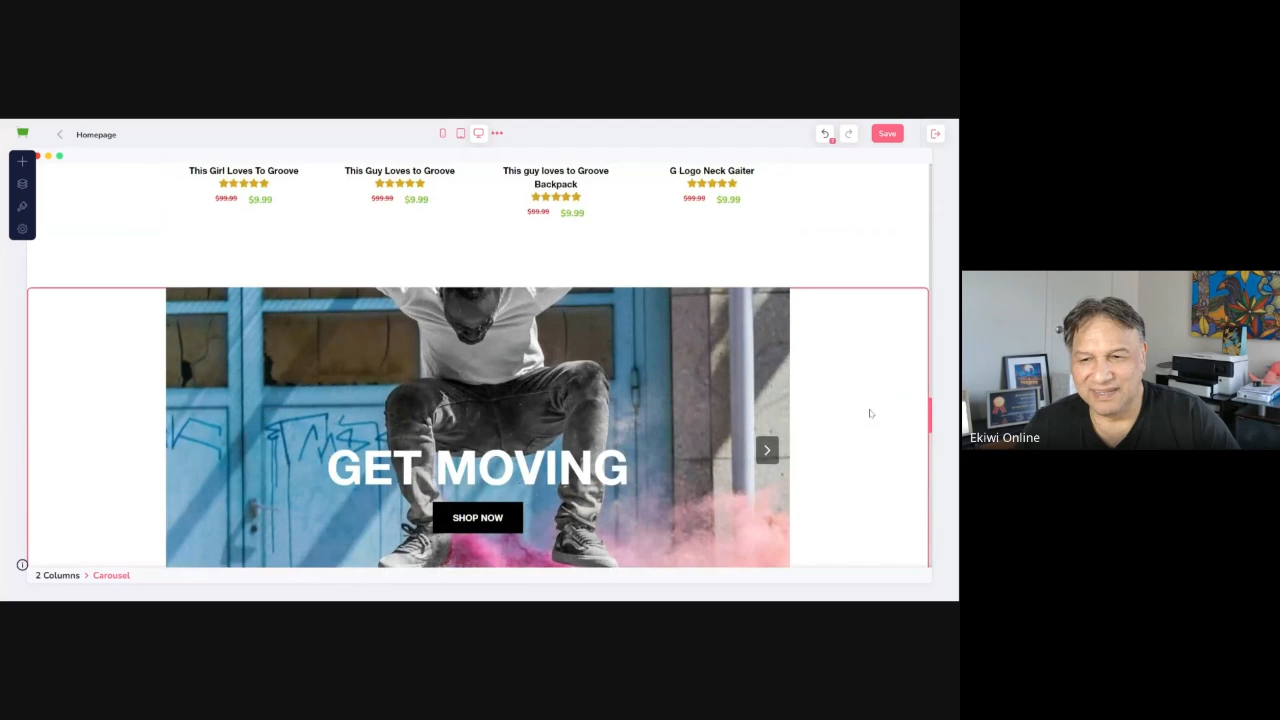 Homepage
Save
This Girl Loves To Groove
This Guy Loves to Groove
This guy loves to Groove
Backpack
G Logo Neck Gaiter
$99.99 $9.99
$99.99 $9.99
$99.99 $9.99
$99.99 $9.99
GET MOVING
SHOP NOW
2 Columns > Carousel
Ekiwi Online